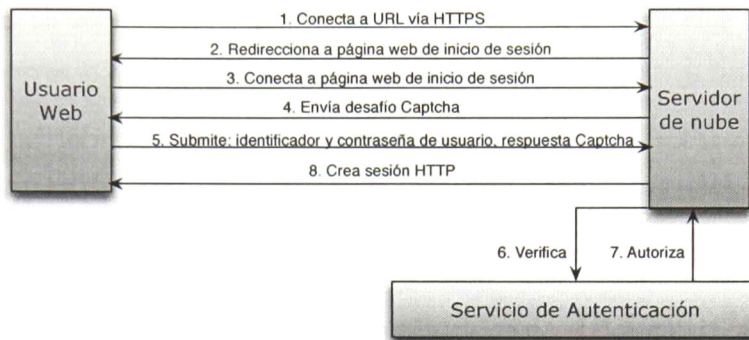 1. Conecta a URL vía HTTPS
2. Redirecciona a página web de inicio de sesión
3. Conecta a página web de inicio de sesión
4. Envía desafío Captcha
5. Submite: identificador y contraseña de usuario, respuesta Captcha
8. Crea sesión HTTP
Usuario
Web
Servidor
de nube
6. Verifica
7. Autoriza
Servicio de Autenticación